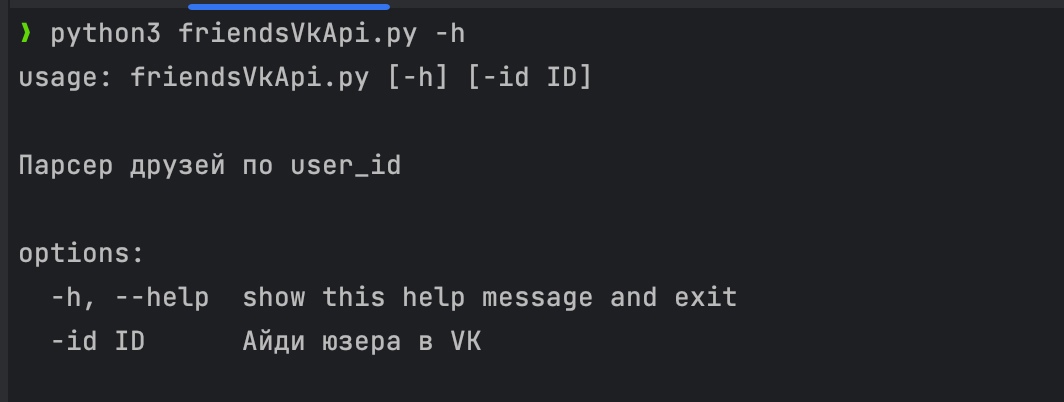 ❱ python3 friendsVkApi.py -h
usage: friendsVkApi.py [-h] [-id ID]
Парсер друзей по user_id
options:
-h, --help show this help message and exit
-id ID Айди юзера в VK